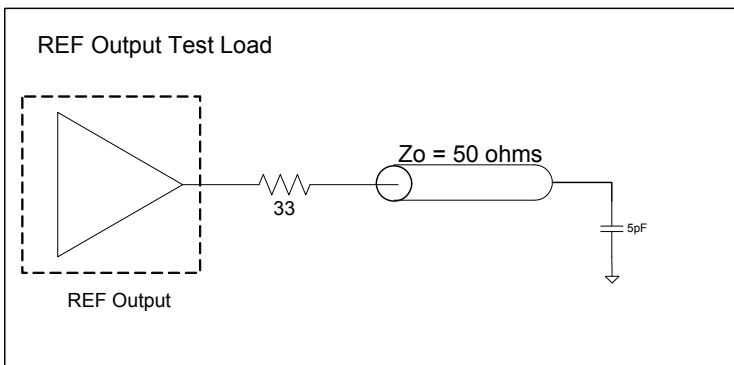 REF Output Test Load
Zo = 50 ohms
33
5pF
REF Output